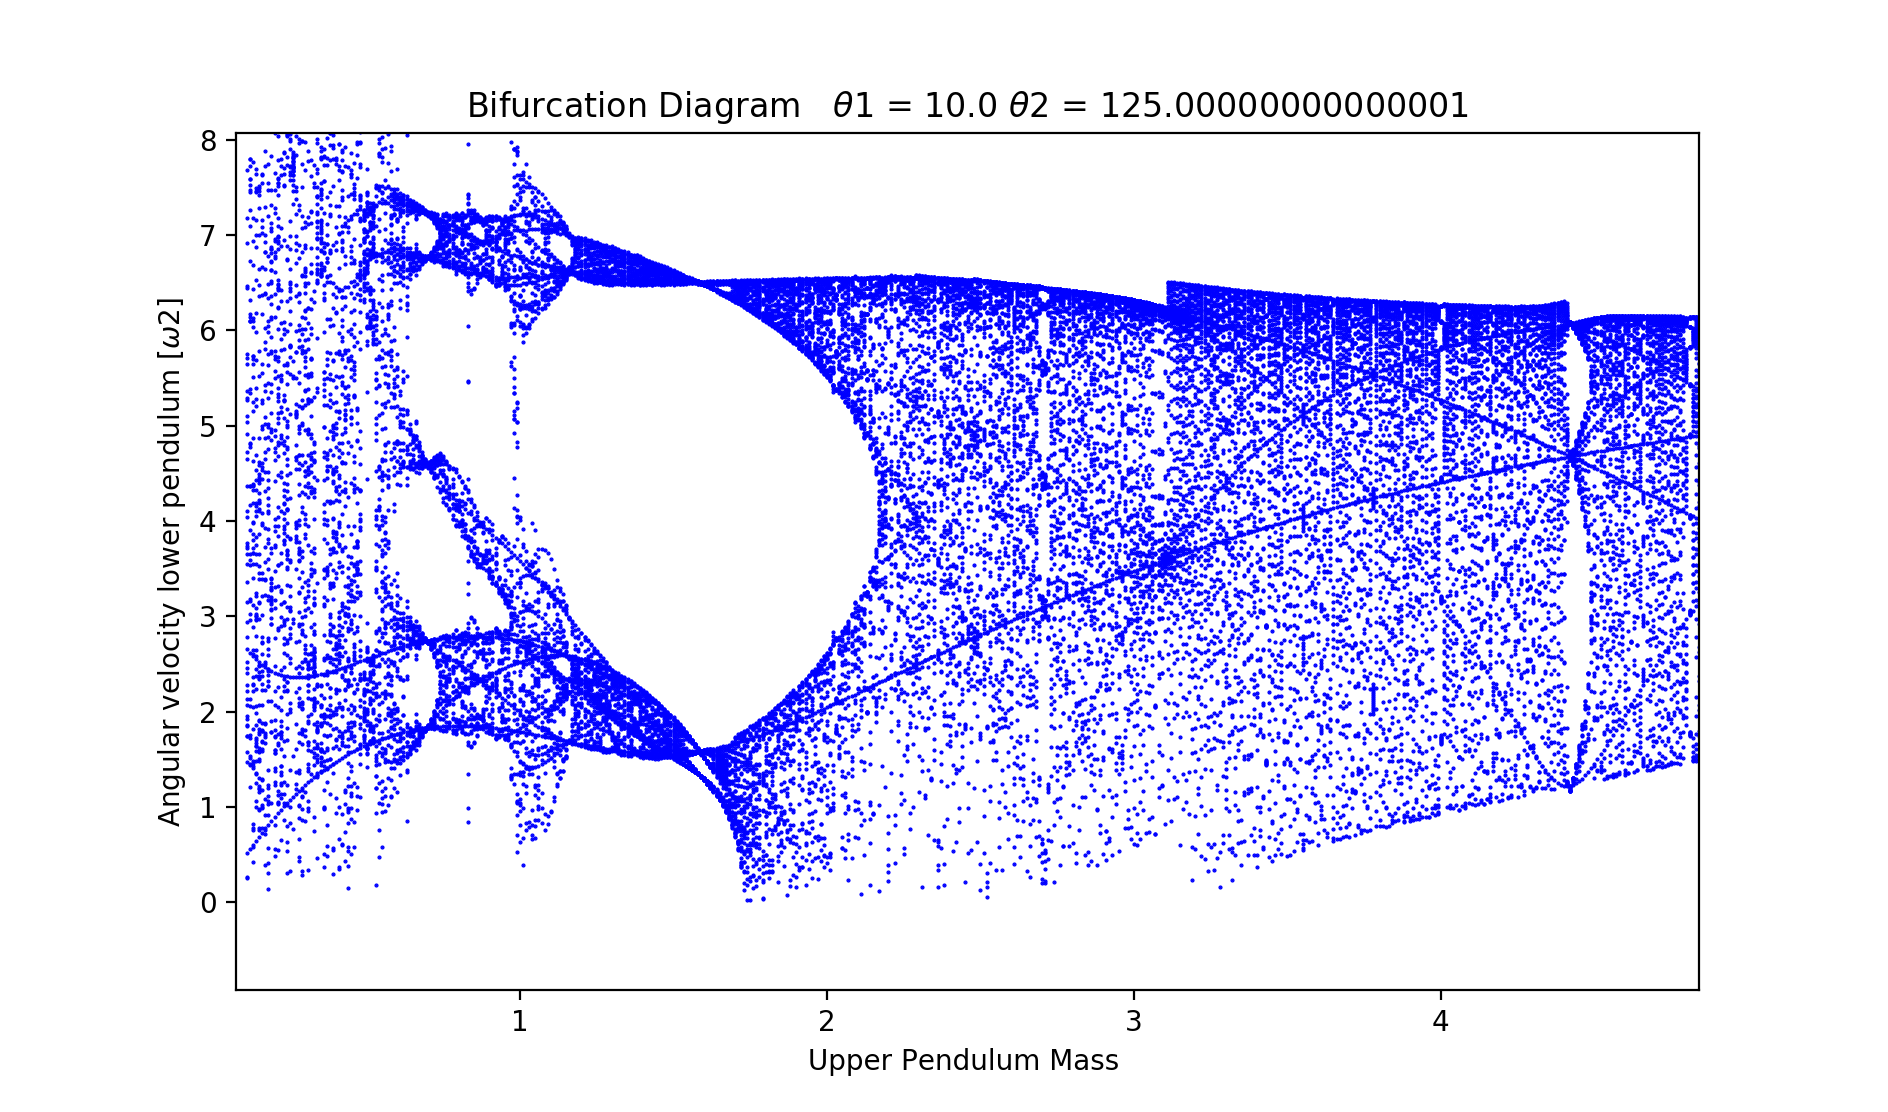 Bifurcation Diagram θ1 = 10.0 θ2 = 125.00000000000001
8
7
6
5
4
3
2
1
0
Angular velocity lower pendulum [ω2]
1 2 3 4
Upper Pendulum Mass